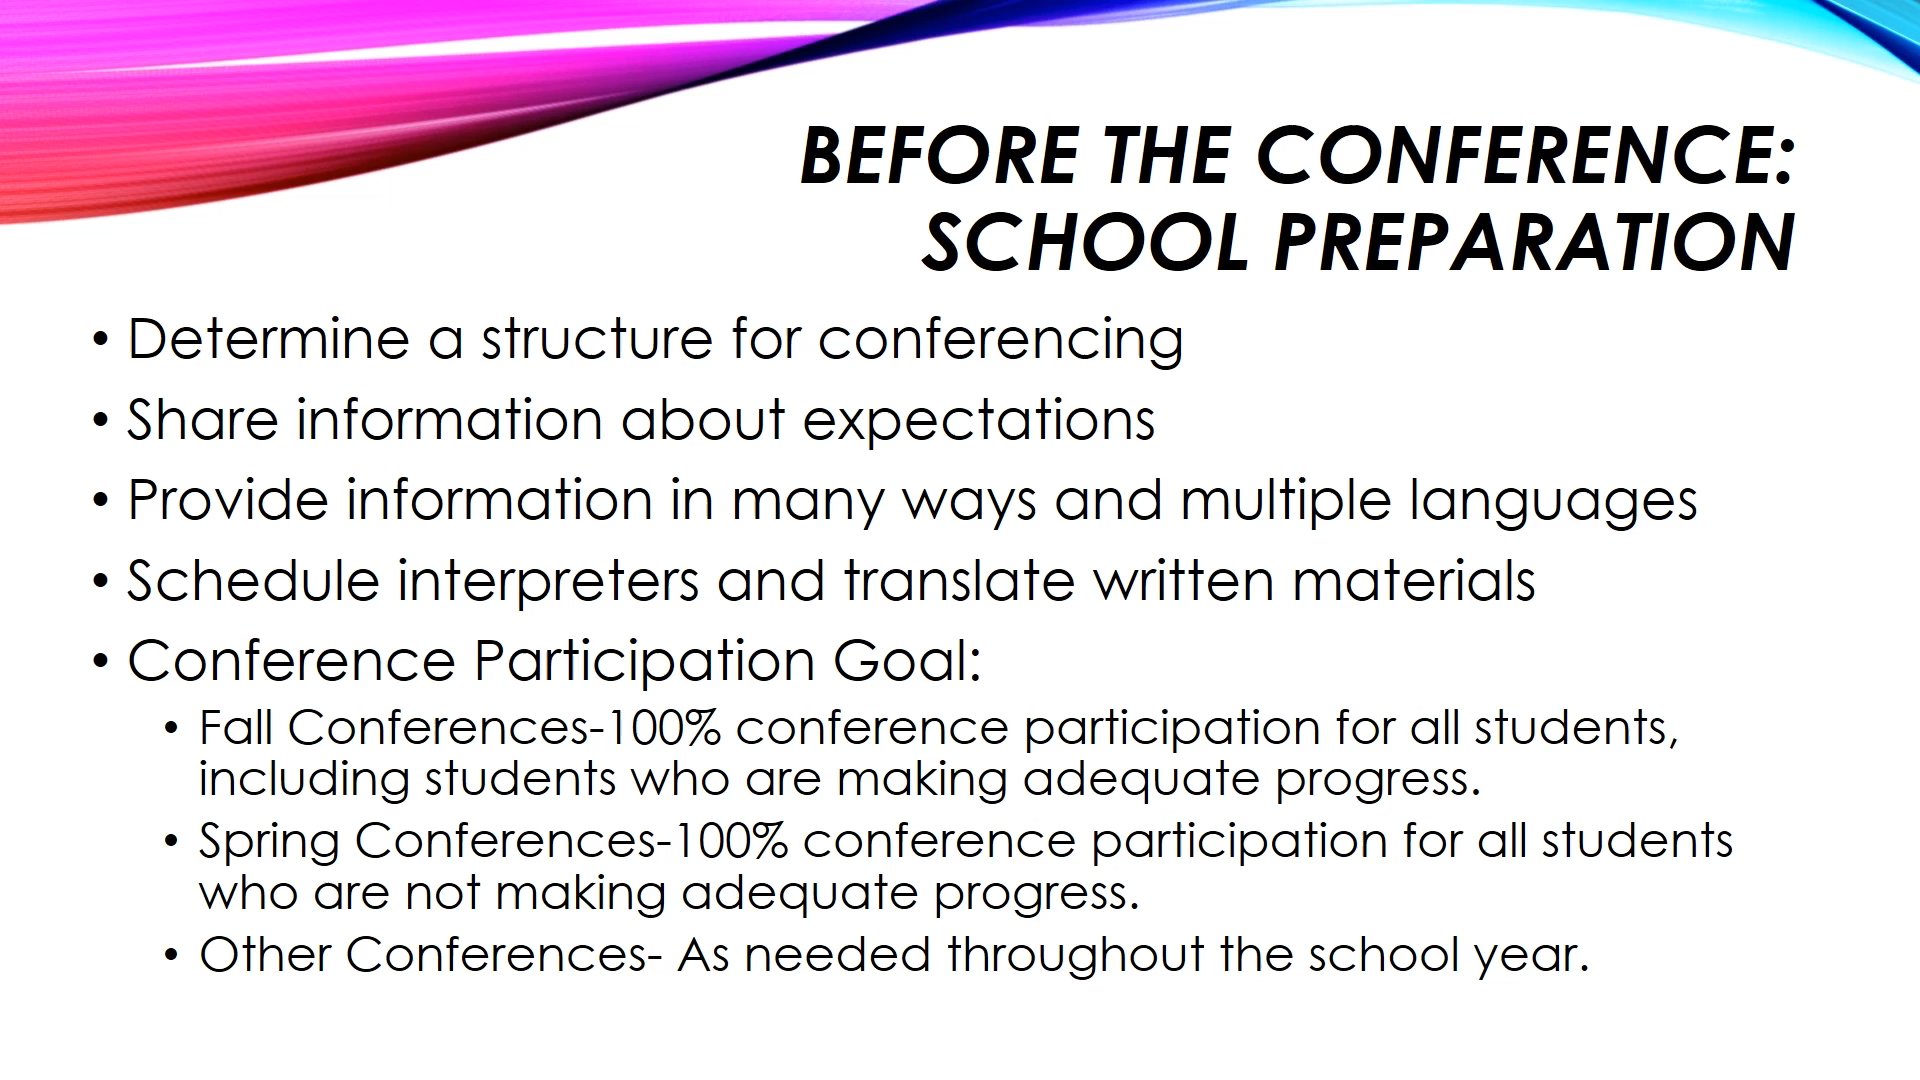 BEFORE THE CONFERENCE:
SCHOOL PREPARATION
• Determine a structure for conferencing
• Share information about expectations
• Provide information in many ways and multiple languages
• Schedule interpreters and translate written materials
• Conference Participation Goal:
• Fall Conferences-100% conference participation for all students,
including students who are making adequate progress.
• Spring Conferences-100% conference participation for all students
who are not making adequate progress.
• Other Conferences- As needed throughout the school year.